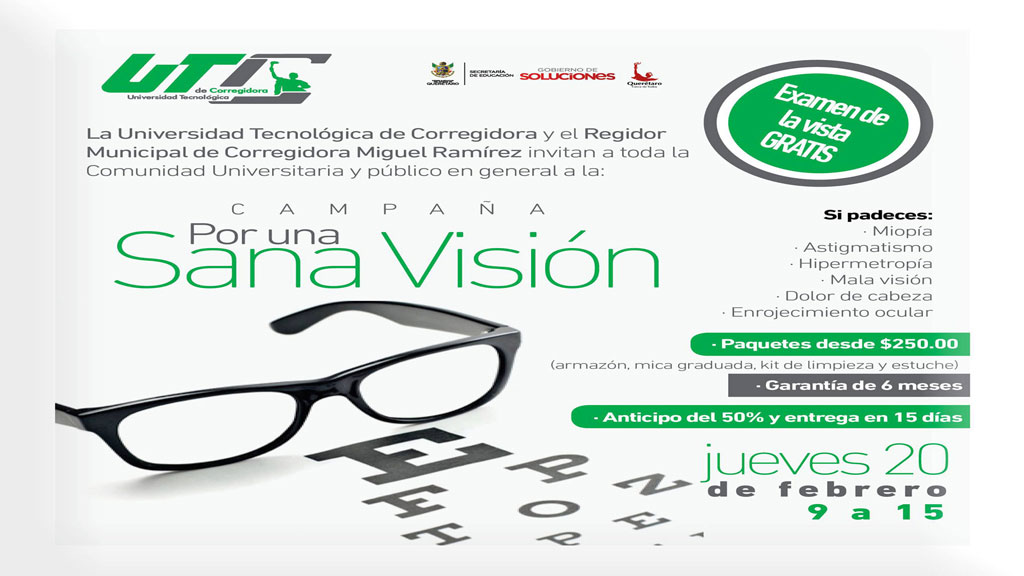 UTC
de Corregidora
Universidad Tecnológica
QUERÉTARO
SECRETARÍA
DE EDUCACIÓN
GOBIERNO DE
SOLUCIONES
Querétaro
Examen de
la vista
GRATIS
La Universidad Tecnológica de Corregidora y el Regidor
Municipal de Corregidora Miguel Ramírez invitan a toda la
Comunidad Universitaria y público en general a la:
CAMPAÑA
Por una
Sana Visión
Si padeces:
· Miopía
· Astigmatismo
· Hipermetropía
· Mala visión
· Dolor de cabeza
· Enrojecimiento ocular
· Paquetes desde $250.00
(armazón, mica graduada, kit de limpieza y estuche)
· Garantía de 6 meses
· Anticipo del 50% y entrega en 15 días
jueves 20
de febrero
9 a 15